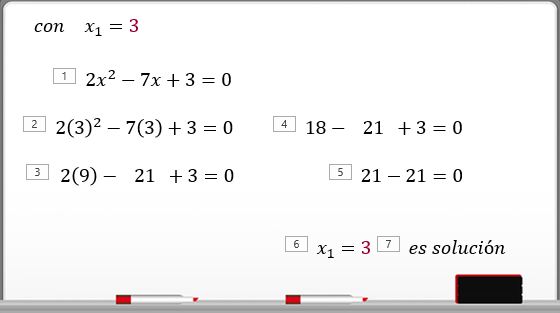 con x₁ = 3
1 2x² − 7x + 3 = 0
2 2(3)² − 7(3) + 3 = 0
3 2(9) − 21 + 3 = 0
4 18 − 21 + 3 = 0
5 21 − 21 = 0
6 x₁ = 3 7 es solución